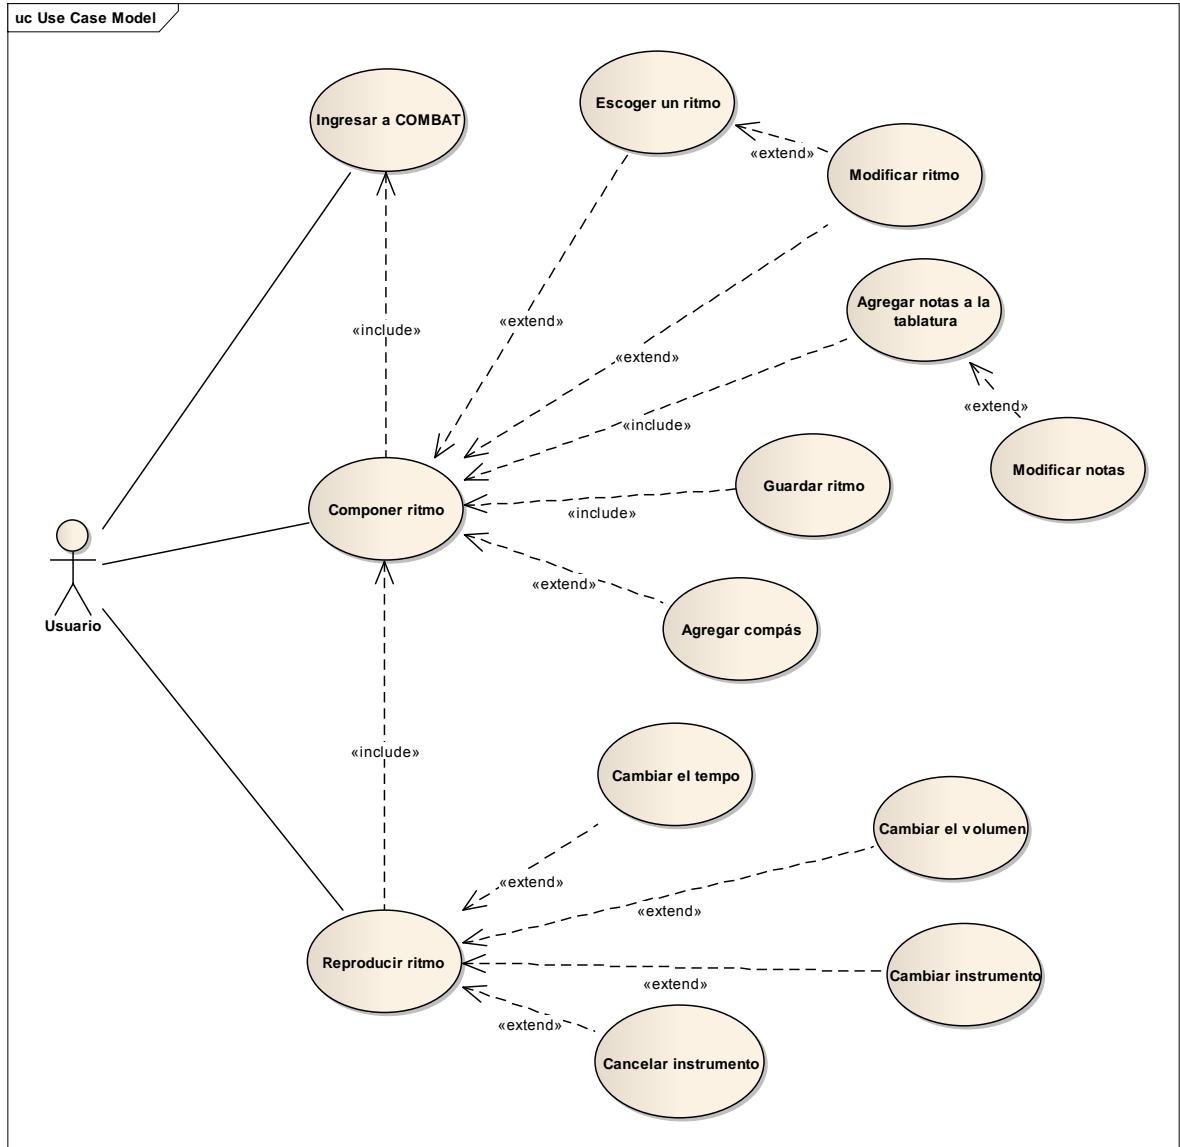 uc Use Case Model
Ingresar a COMBAT
Escoger un ritmo
«extend»
Modificar ritmo
Agregar notas a la
tablatura
«extend»
«include»
«extend»
«extend»
«include»
Modificar notas
Guardar ritmo
Componer ritmo
«include»
«extend»
Usuario
Agregar compás
«include»
Cambiar el tempo
Cambiar el volumen
«extend»
«extend»
Reproducir ritmo
Cambiar instrumento
«extend»
«extend»
Cancelar instrumento